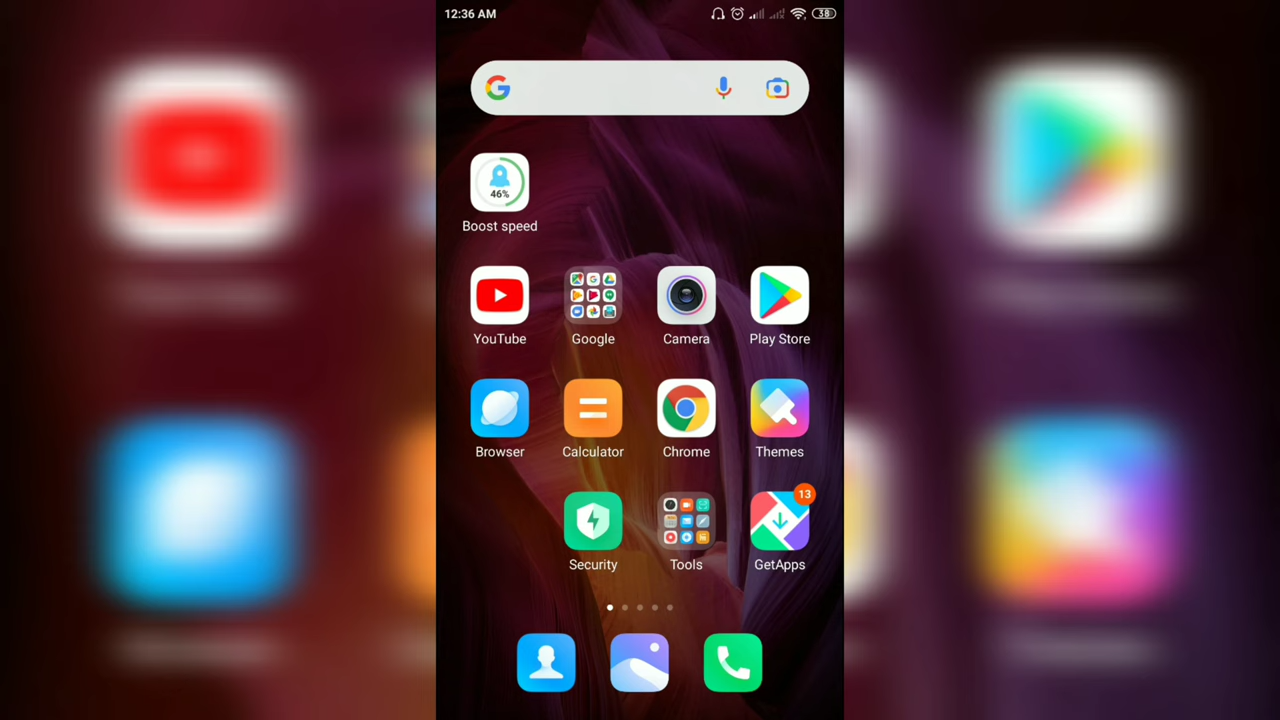 12:36 AM 38
46%
Boost speed
YouTube Google Camera Play Store
Browser Calculator Chrome Themes
13
Security Tools GetApps